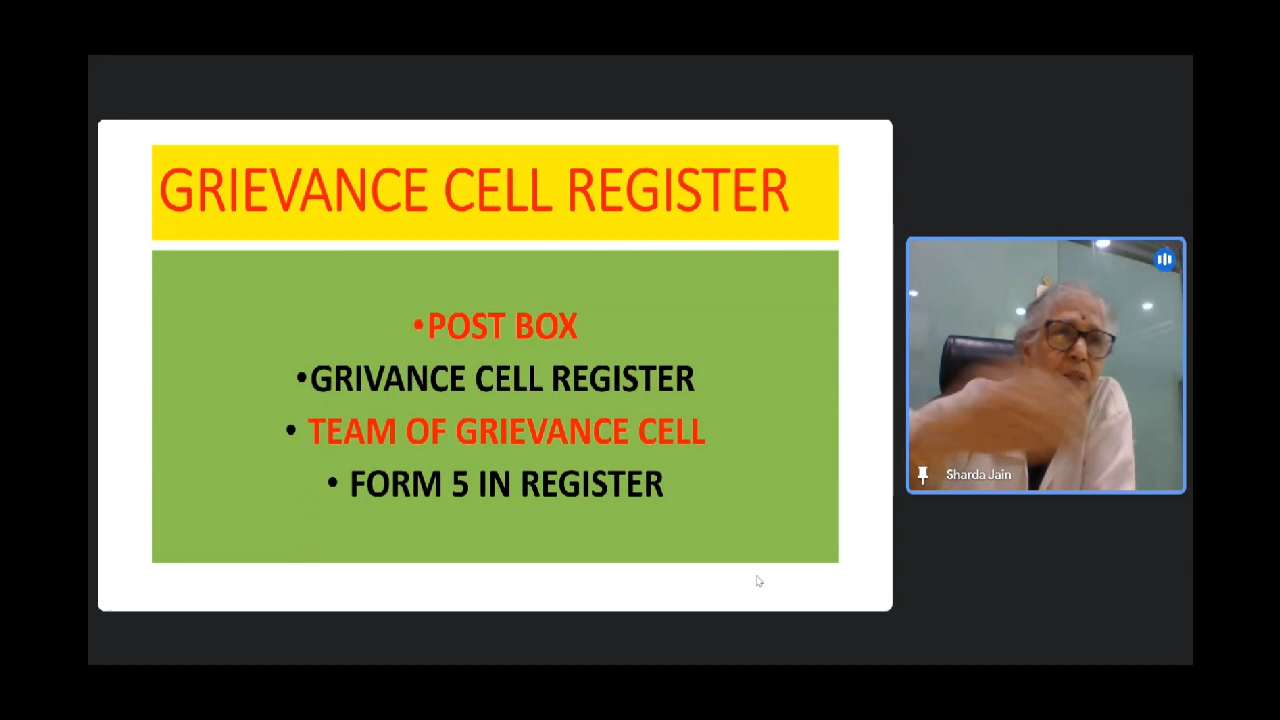 GRIEVANCE CELL REGISTER
•POST BOX
•GRIVANCE CELL REGISTER
• TEAM OF GRIEVANCE CELL
• FORM 5 IN REGISTER
Sharda Jain